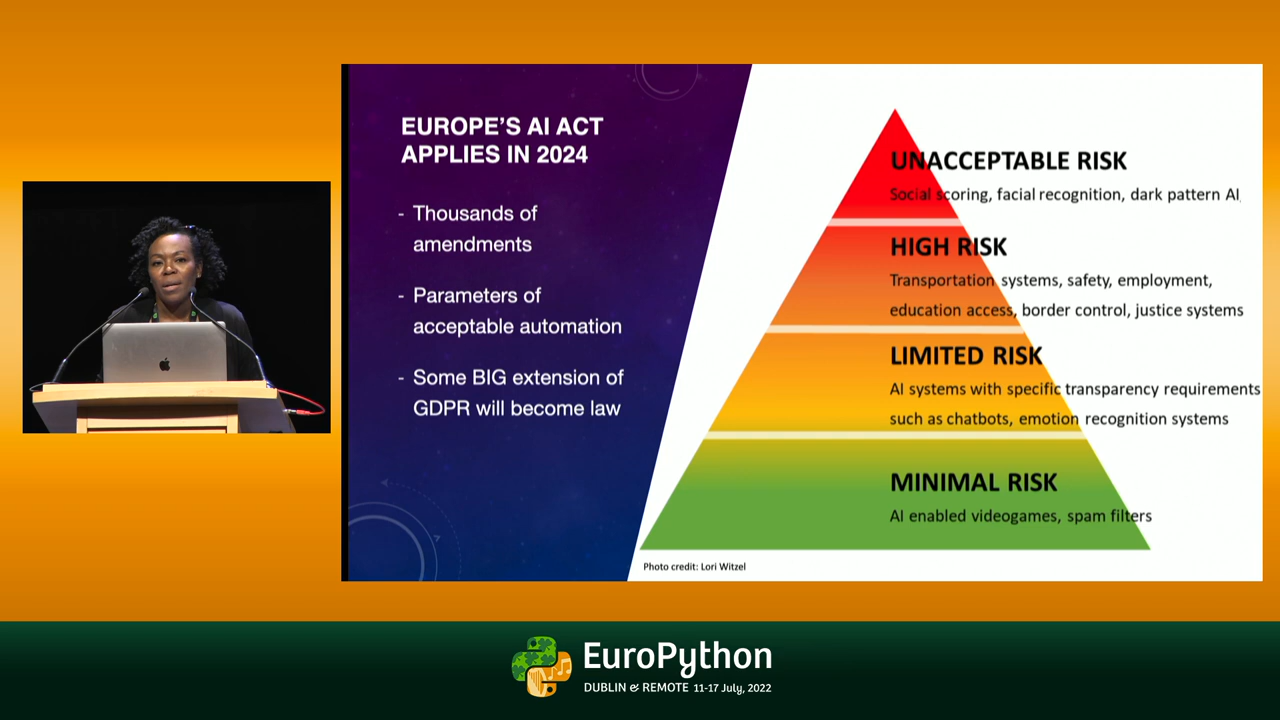 EUROPE'S AI ACT
APPLIES IN 2024
- Thousands of
amendments
- Parameters of
acceptable automation
- Some BIG extension of
GDPR will become law
UNACCEPTABLE RISK
Social scoring, facial recognition, dark pattern AI,
HIGH RISK
Transportation systems, safety, employment,
education access, border control, justice systems
LIMITED RISK
AI systems with specific transparency requirements
such as chatbots, emotion recognition systems
MINIMAL RISK
AI enabled videogames, spam filters
Photo credit: Lori Witzel
EuroPython
DUBLIN & REMOTE 11-17 July, 2022